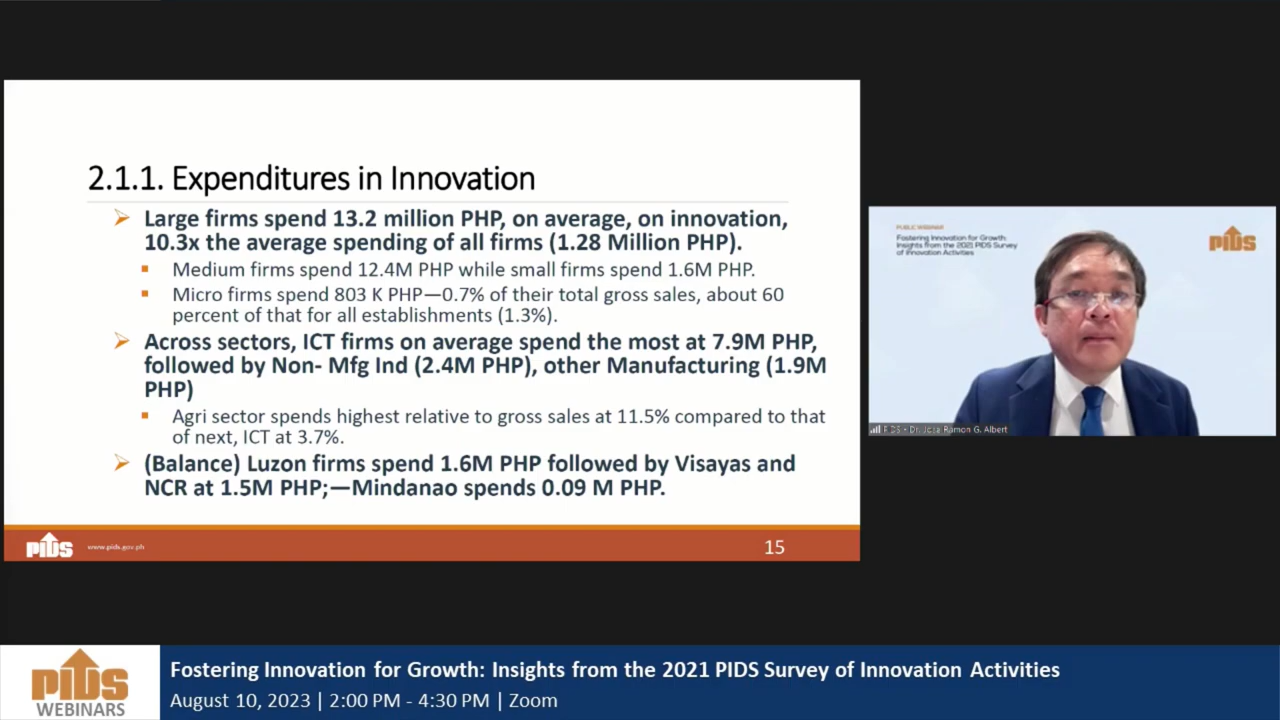 2.1.1. Expenditures in Innovation
Large firms spend 13.2 million PHP, on average, on innovation,
10.3x the average spending of all firms (1.28 Million PHP).
Medium firms spend 12.4M PHP while small firms spend 1.6M PHP.
Micro firms spend 803 K PHP—0.7% of their total gross sales, about 60
percent of that for all establishments (1.3%).
Across sectors, ICT firms on average spend the most at 7.9M PHP,
followed by Non- Mfg Ind (2.4M PHP), other Manufacturing (1.9M
PHP)
Agri sector spends highest relative to gross sales at 11.5% compared to that
of next, ICT at 3.7%.
(Balance) Luzon firms spend 1.6M PHP followed by Visayas and
NCR at 1.5M PHP;—Mindanao spends 0.09 M PHP.
PIDS
www.pids.gov.ph
15
PUBLIC WEBINAR
Fostering Innovation for Growth:
Insights from the 2021 PIDS Survey
of Innovation Activities
PIDS
PIDS - Dr. Jose Ramon G. Albert
PIDS
WEBINARS
Fostering Innovation for Growth: Insights from the 2021 PIDS Survey of Innovation Activities
August 10, 2023 | 2:00 PM - 4:30 PM | Zoom